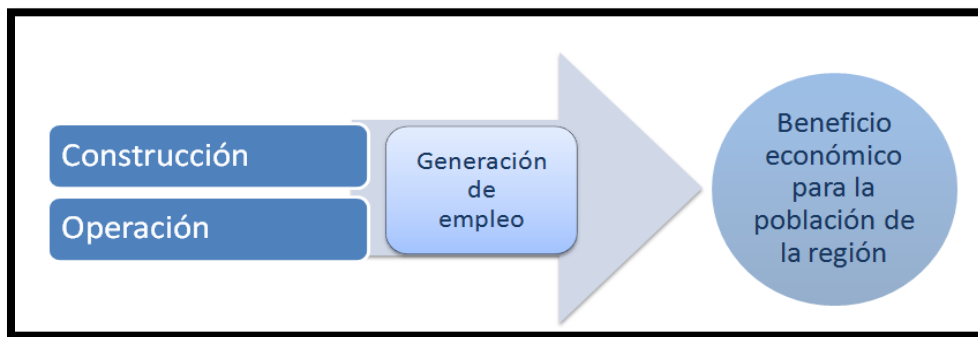 Construcción
Operación
Generación
de
empleo
Beneficio
económico
para la
población de
la región